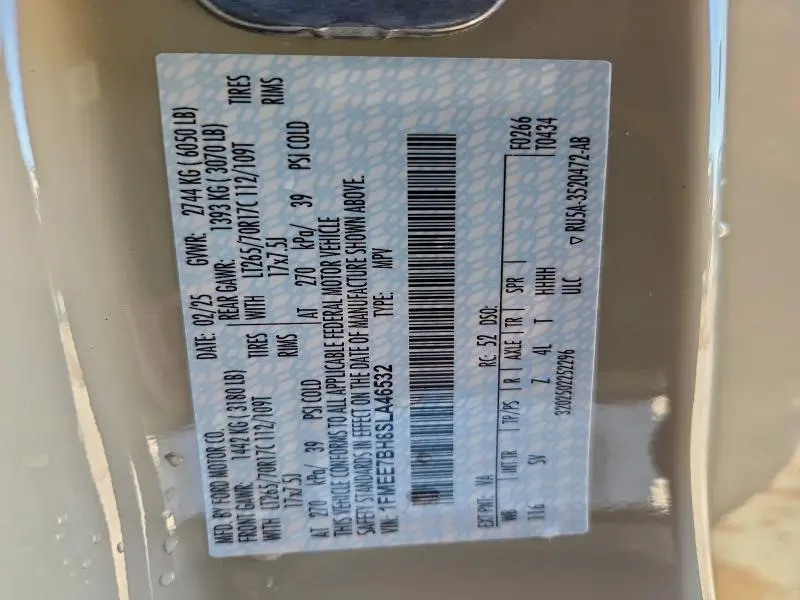 MFD. BY FORD MOTOR CO.
DATE: 02/25 GVWR: 2744 KG ( 6050 LB)
FRONT GAWR: 1442 KG ( 3180 LB) REAR GAWR: 1393 KG ( 3070 LB)
WITH LT265/70R17C 112/109T TIRES WITH LT265/70R17C 112/109T TIRES
17x7.5J RIMS 17x7.5J RIMS
AT 270 kPa/ 39 PSI COLD AT 270 kPa/ 39 PSI COLD
THIS VEHICLE CONFORMS TO ALL APPLICABLE FEDERAL MOTOR VEHICLE
SAFETY STANDARDS IN EFFECT ON THE DATE OF MANUFACTURE SHOWN ABOVE.
VIN: 1FMEE7BH8SLA46532 TYPE: MPV
EXT PNT: RC: 52 DSO: F0266
WB INT TR TP/PS R AXLE TR SPR T0434
116 SV Z 4L T HHHH
ULC
3202502252296 ▽ RU5A-3520472-AB